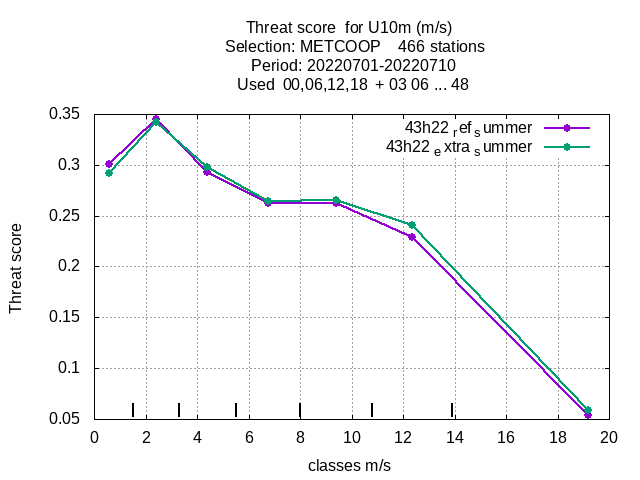 Threat score  for U10m (m/s)
Selection: METCOOP    466 stations
Period: 20220701-20220710
Used  00,06,12,18  + 03 06 ... 48
43h22 ref summer
43h22 extra summer
0.35
0.3
0.25
0.2
0.15
0.1
0.05
Threat score
0 2 4 6 8 10 12 14 16 18 20
classes m/s